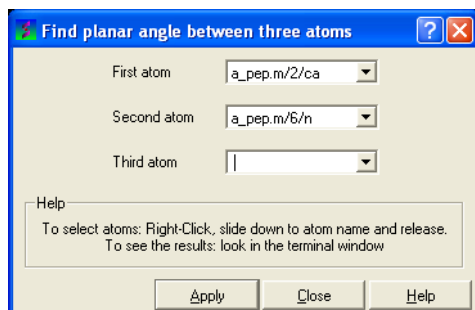 Find planar angle between three atoms
First atom a_pep.m/2/ca
Second atom a_pep.m/6/n
Third atom
Help
To select atoms: Right-Click, slide down to atom name and release.
To see the results: look in the terminal window
Apply Close Help